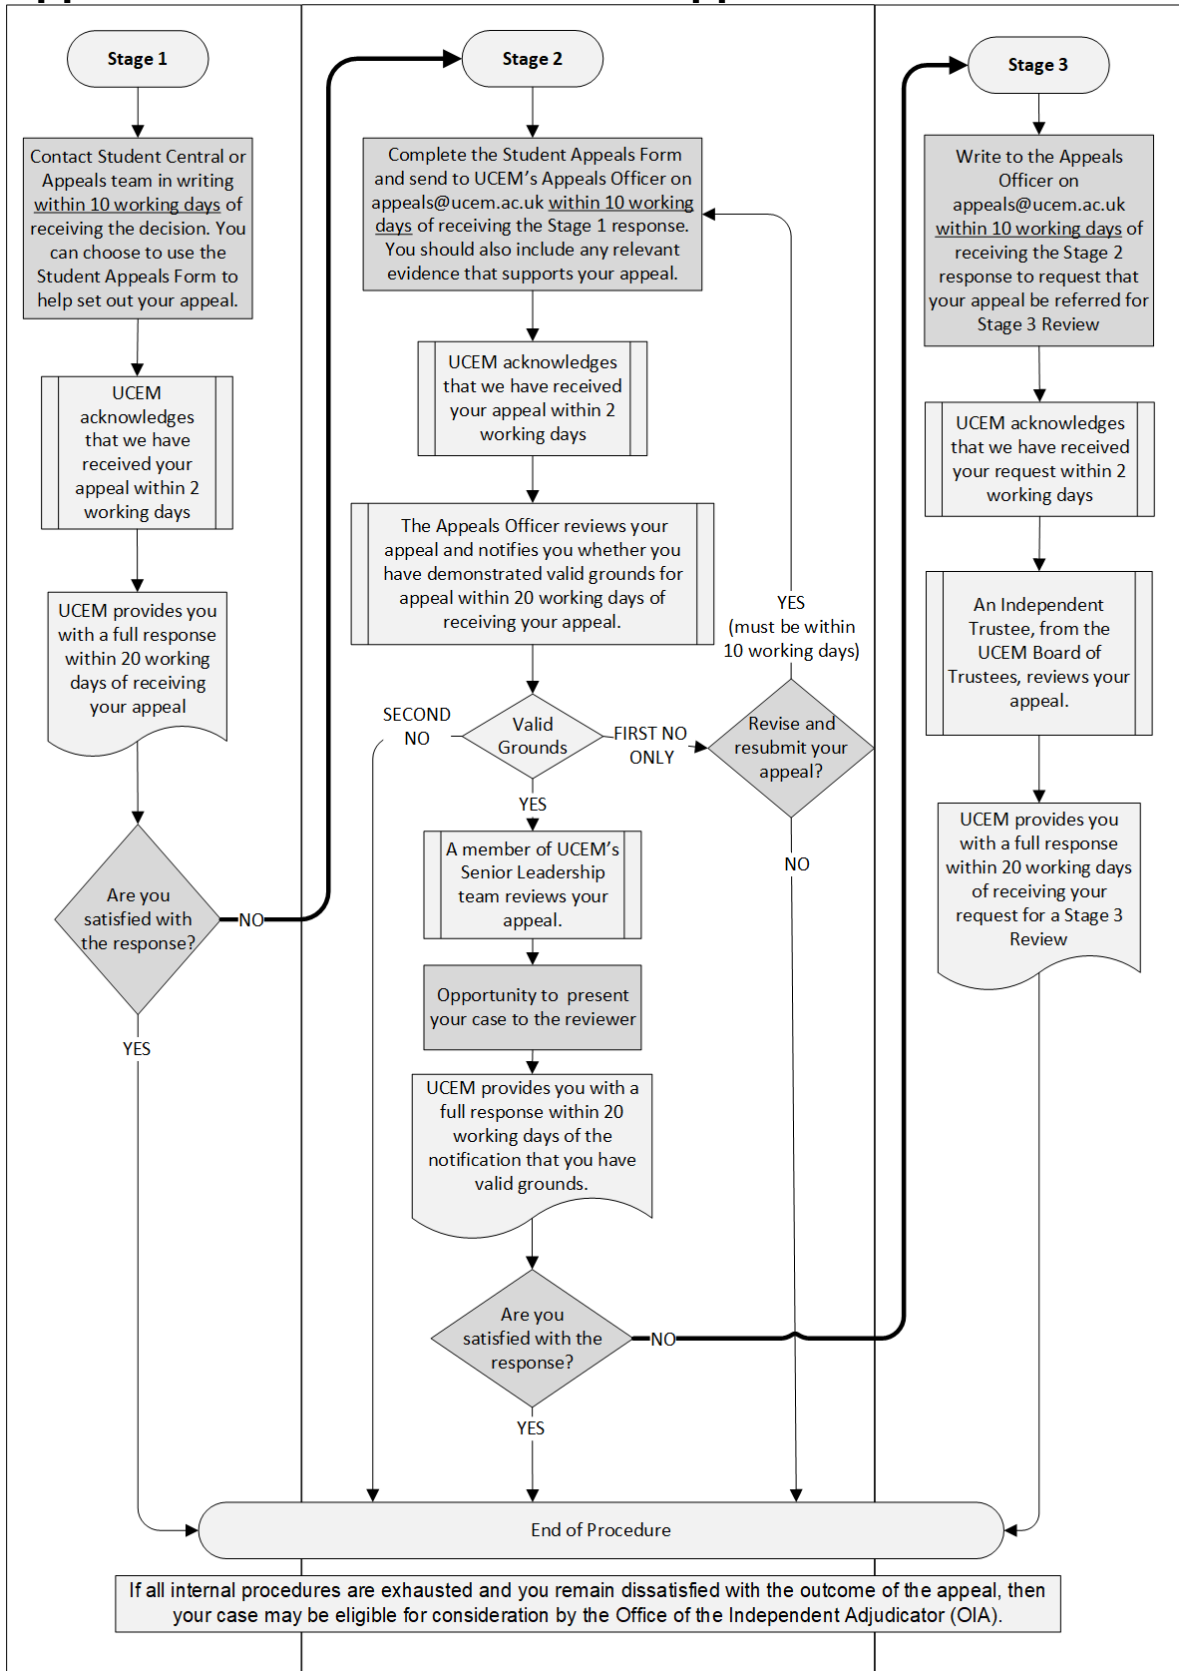 Stage 1
Contact Student Central or
Appeals team in writing
within 10 working days of
receiving the decision. You
can choose to use the
Student Appeals Form to
help set out your appeal.
UCEM
acknowledges
that we have
received your
appeal within 2
working days
UCEM provides you
with a full response
within 20 working
days of receiving
your appeal
Are you
satisfied with
the response?
NO
YES
Stage 2
Complete the Student Appeals Form
and send to UCEM's Appeals Officer on
appeals@ucem.ac.uk within 10 working
days of receiving the Stage 1 response.
You should also include any relevant
evidence that supports your appeal.
UCEM acknowledges
that we have received
your appeal within 2
working days
The Appeals Officer reviews your
appeal and notifies you whether you
have demonstrated valid grounds for
appeal within 20 working days of
receiving your appeal.
Valid
Grounds
SECOND
NO
FIRST NO
ONLY
Revise and
resubmit your
appeal?
YES
(must be within
10 working days)
NO
YES
A member of UCEM's
Senior Leadership
team reviews your
appeal.
Opportunity to present
your case to the reviewer
UCEM provides you with a
full response within 20
working days of the
notification that you have
valid grounds.
Are you
satisfied with the
response?
NO
YES
Stage 3
Write to the Appeals
Officer on
appeals@ucem.ac.uk
within 10 working days of
receiving the Stage 2
response to request that
your appeal be referred for
Stage 3 Review
UCEM acknowledges
that we have received
your request within 2
working days
An Independent
Trustee, from the
UCEM Board of
Trustees, reviews your
appeal.
UCEM provides you
with a full response
within 20 working days
of receiving your
request for a Stage 3
Review
End of Procedure
If all internal procedures are exhausted and you remain dissatisfied with the outcome of the appeal, then
your case may be eligible for consideration by the Office of the Independent Adjudicator (OIA).